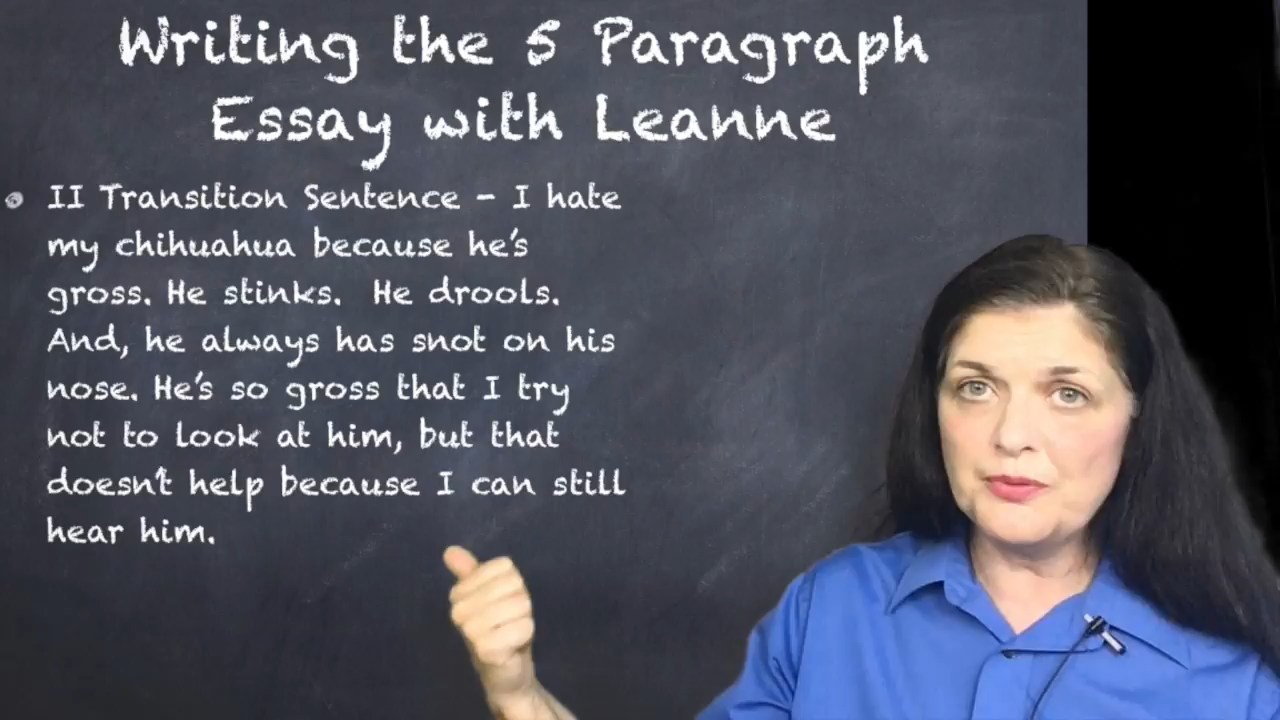 Writing the 5 Paragraph
Essay with Leanne
II Transition Sentence - I hate
my chihuahua because he's
gross. He stinks.  He drools.
And, he always has snot on his
nose. He's so gross that I try
not to look at him, but that
doesn't help because I can still
hear him.